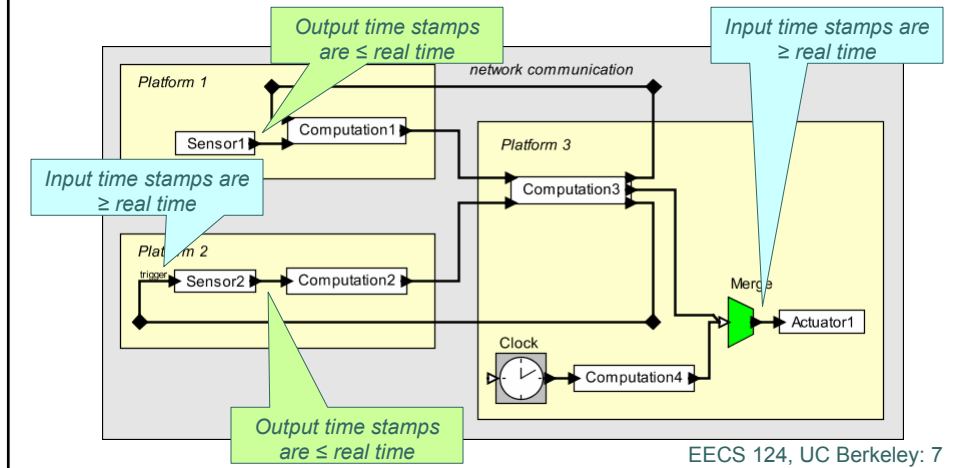 Output time stamps
are ≤ real time
Input time stamps are
≥ real time
network communication
Platform 1
Computation1
Sensor1
Platform 3
Input time stamps are
≥ real time
Computation3
Platform 2
trigger
Sensor2
Computation2
Merge
Actuator1
Clock
Computation4
Output time stamps
are ≤ real time
EECS 124, UC Berkeley: 7